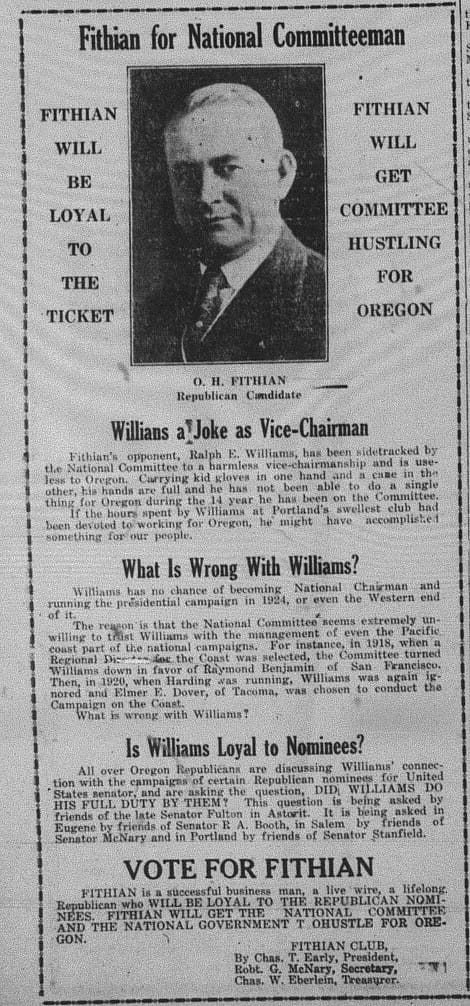 Fithian for National Committeeman
FITHIAN
WILL
BE
LOYAL
TO
THE
TICKET
FITHIAN
WILL
GET
COMMITTEE
HUSTLING
FOR
OREGON
O. H. FITHIAN
Republican Candidate
Willians a Joke as Vice-Chairman
Fithian's opponent, Ralph E. Williams, has been sidetracked by
the National Committee to a harmless vice-chairmanship and is use-
less to Oregon. Carrying kid gloves in one hand and a cane in the
other, his hands are full and he has not been able to do a single
thing for Oregon during the 14 year he has been on the Committee.
If the hours spent by Williams at Portland's swellest club had
been devoted to working for Oregon, he might have accomplished
something for our people.
What Is Wrong With Williams?
Williams has no chance of becoming National Chairman and
running the presidential campaign in 1924, or even the Western end
of it.
The reason is that the National Committee seems extremely un-
willing to trust Williams with the management of even the Pacific
coast part of the national campaigns. For instance, in 1918, when a
Regional Director for the Coast was selected, the Committee turned
Williams down in favor of Raymond Benjamin of San Francisco.
Then, in 1920, when Harding was running, Williams was again ig-
nored and Elmer E. Dover, of Tacoma, was chosen to conduct the
Campaign on the Coast.
What is wrong with Williams?
Is Williams Loyal to Nominees?
All over Oregon Republicans are discussing Williams' connec-
tion with the campaigns of certain Republican nominees for United
States senator, and are asking the question, DID WILLIAMS DO
HIS FULL DUTY BY THEM? This question is being asked by
friends of the late Senator Fulton in Astorit. It is being asked in
Eugene by friends of Senator R A. Booth, in Salem by friends of
Senator McNary and in Portland by friends of Senator Stanfield.
VOTE FOR FITHIAN
FITHIAN is a successful business man, a live wire, a lifelong
Republican who WILL BE LOYAL TO THE REPUBLICAN NOMI-
NEES. FITHIAN WILL GET THE NATIONAL COMMITTEE
AND THE NATIONAL GOVERNMENT T OHUSTLE FOR ORE-
GON.
FITHIAN CLUB,
By Chas. T. Early, President,
Robt. G. McNary, Secretary,
Chas. W. Eberlein, Treasurer.